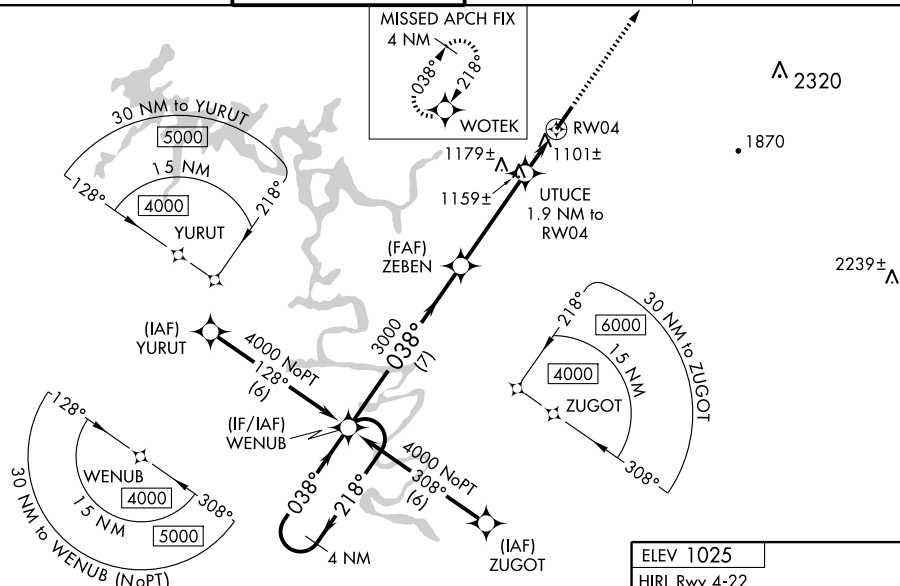 MISSED APCH FIX
4 NM
038°
218°
WOTEK
2320
1870
30 NM to YURUT
5000
15 NM
4000
128°
218°
YURUT
RW04
1179±
1101±
1159±
UTUCE
1.9 NM to
RW04
(FAF)
ZEBEN
2239±
(IAF)
YURUT
4000 NoPT
128°
(6)
3000
038°
(7)
218°
30 NM to ZUGOT
6000
15 NM
4000
ZUGOT
308°
(IF/IAF)
WENUB
128°
WENUB
4000
308°
15 NM
5000
30 NM to WENUB (NoPT)
038°
218°
4 NM
4000 NoPT
308°
(6)
(IAF)
ZUGOT
ELEV 1025
HIRL Rwy 4-22